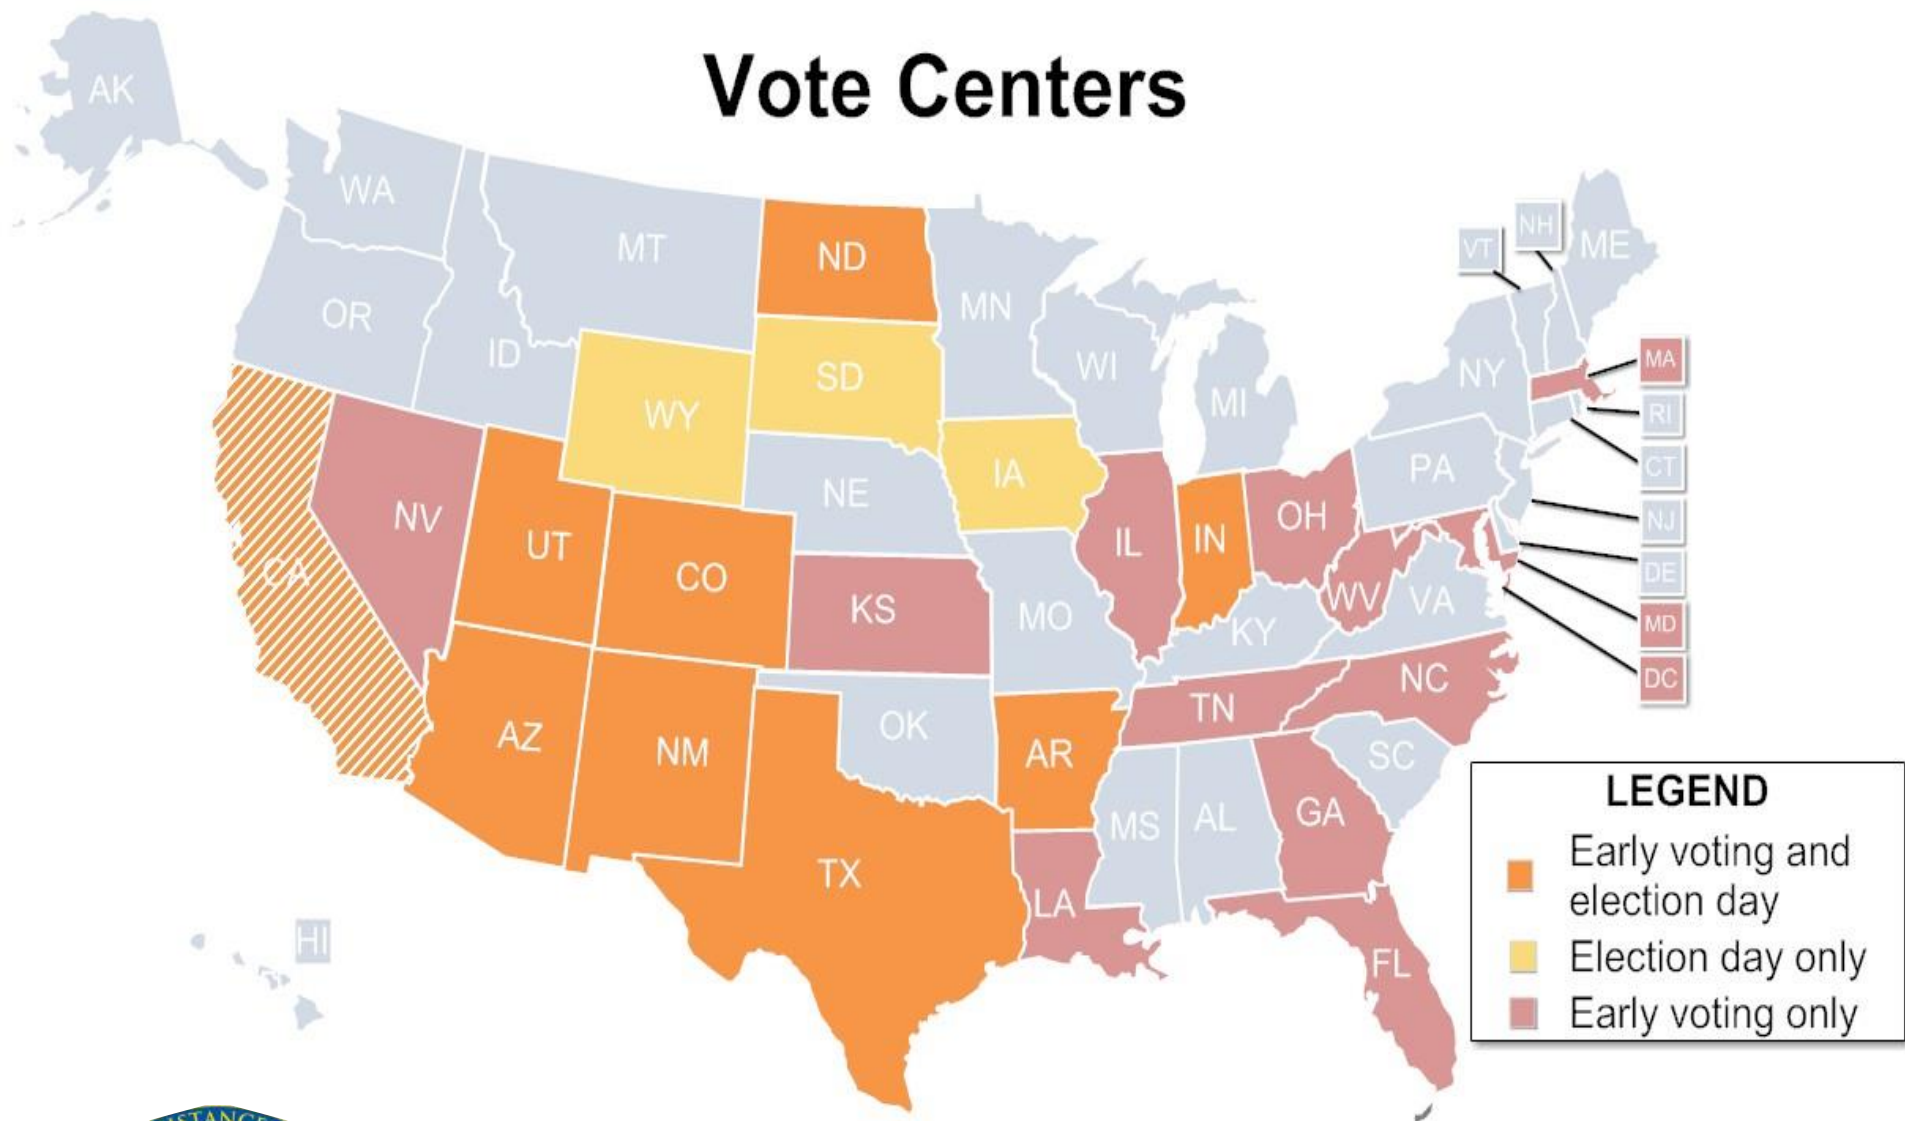 Vote Centers
AK
WA
MT
ND
MN
OR
ID
WY
SD
WI
MI
NY
VT
NH
ME
MA
RI
CT
NJ
DE
MD
DC
PA
IA
NE
NV
UT
CO
KS
MO
IL
IN
OH
WV
VA
KY
CA
AZ
NM
OK
AR
TN
NC
SC
MS
AL
GA
TX
LA
FL
HI
LEGEND
Early voting and
election day
Election day only
Early voting only